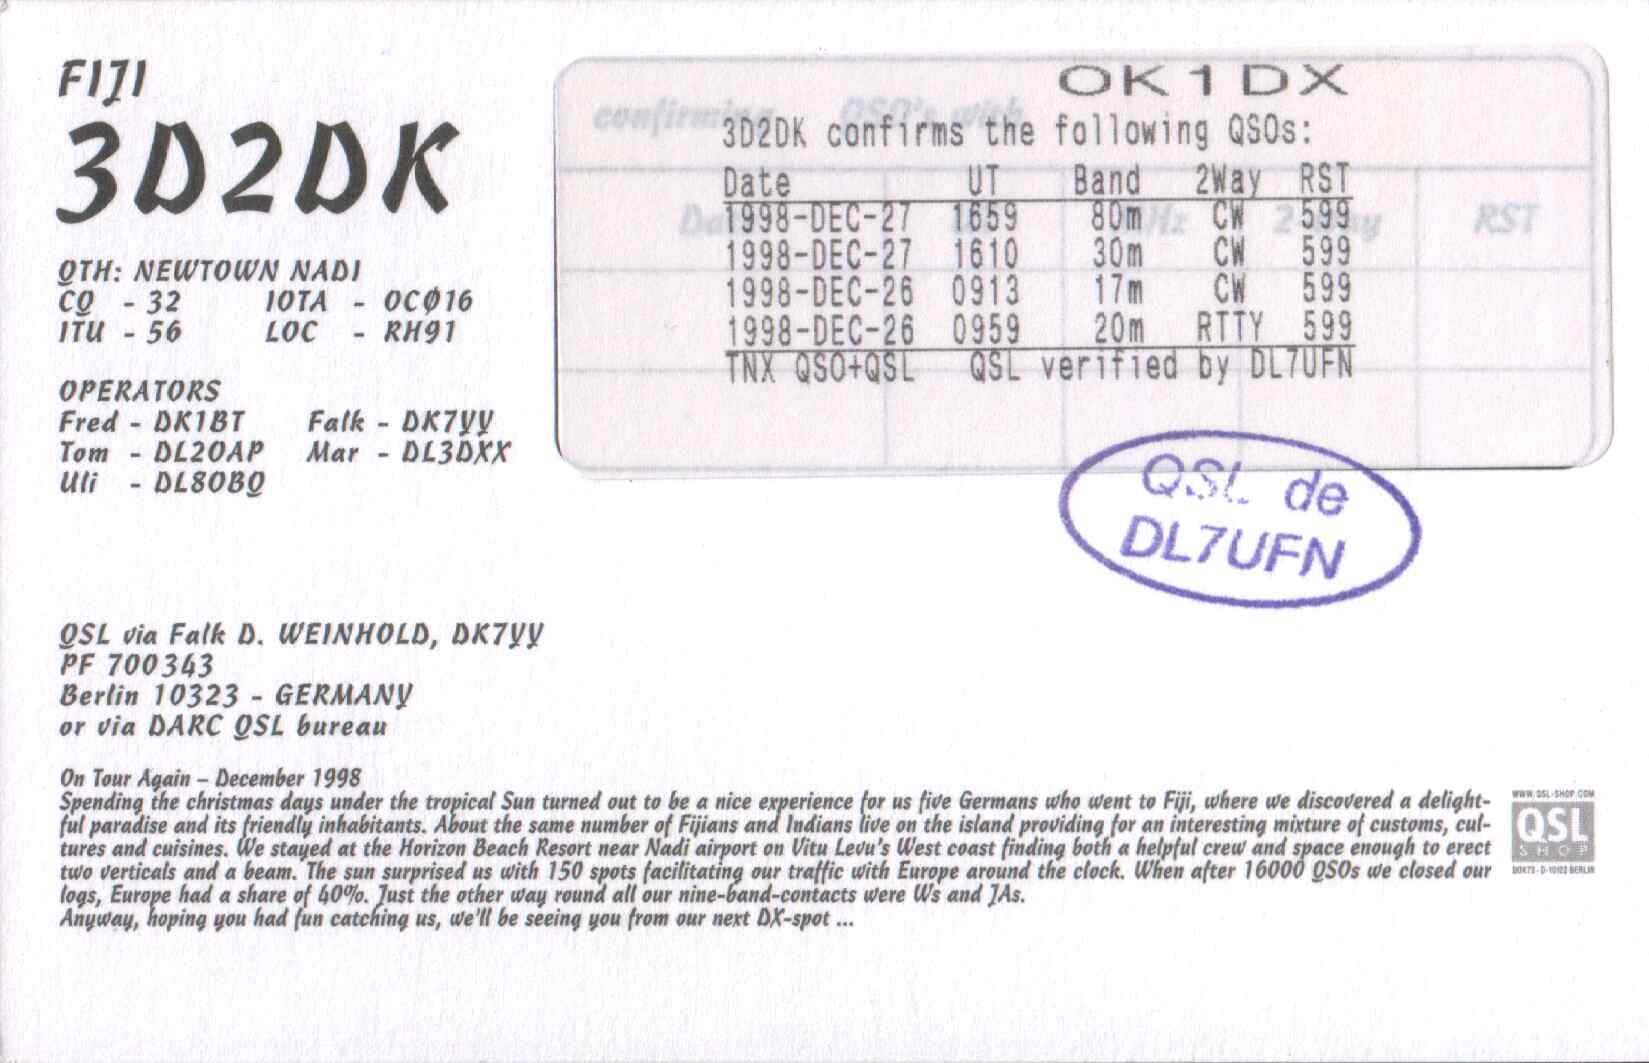 FIJI
3D2DK
QTH: NEWTOWN NADI
CQ - 32 IOTA - OCØ16
ITU - 56 LOC - RH91
OPERATORS
Fred - DK1BT Falk - DK7YY
Tom - DL2OAP Mar - DL3DXX
Uli - DL8OBQ
confirming QSO's with
OK1DX
3D2DK confirms the following QSOs:
Date UT Band 2Way RST
1998-DEC-27 1659 80m CW 599
1998-DEC-27 1610 30m CW 599
1998-DEC-26 0913 17m CW 599
1998-DEC-26 0959 20m RTTY 599
TNX QSO+QSL QSL verified by DL7UFN
RST
QSL de
DL7UFN
QSL via Falk D. WEINHOLD, DK7YY
PF 700343
Berlin 10323 - GERMANY
or via DARC QSL bureau
On Tour Again – December 1998
Spending the christmas days under the tropical Sun turned out to be a nice experience for us five Germans who went to Fiji, where we discovered a delight-
ful paradise and its friendly inhabitants. About the same number of Fijians and Indians live on the island providing for an interesting mixture of customs, cul-
tures and cuisines. We stayed at the Horizon Beach Resort near Nadi airport on Vitu Levu's West coast finding both a helpful crew and space enough to erect
two verticals and a beam. The sun surprised us with 150 spots facilitating our traffic with Europe around the clock. When after 16000 QSOs we closed our
logs, Europe had a share of 40%. Just the other way round all our nine-band-contacts were Ws and JAs.
Anyway, hoping you had fun catching us, we'll be seeing you from our next DX-spot ...
WWW.QSL-SHOP.COM
QSL
SHOP